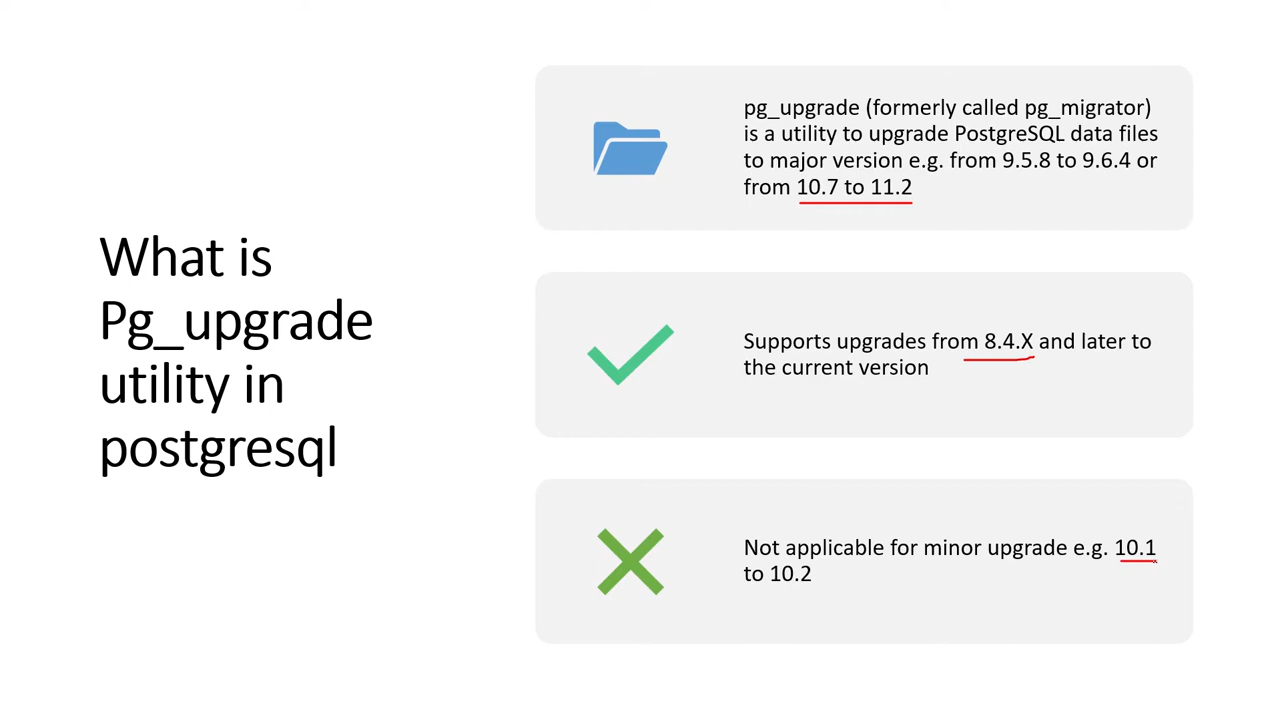 What is
Pg_upgrade
utility in
postgresql
pg_upgrade (formerly called pg_migrator)
is a utility to upgrade PostgreSQL data files
to major version e.g. from 9.5.8 to 9.6.4 or
from 10.7 to 11.2
Supports upgrades from 8.4.X and later to
the current version
Not applicable for minor upgrade e.g. 10.1
to 10.2